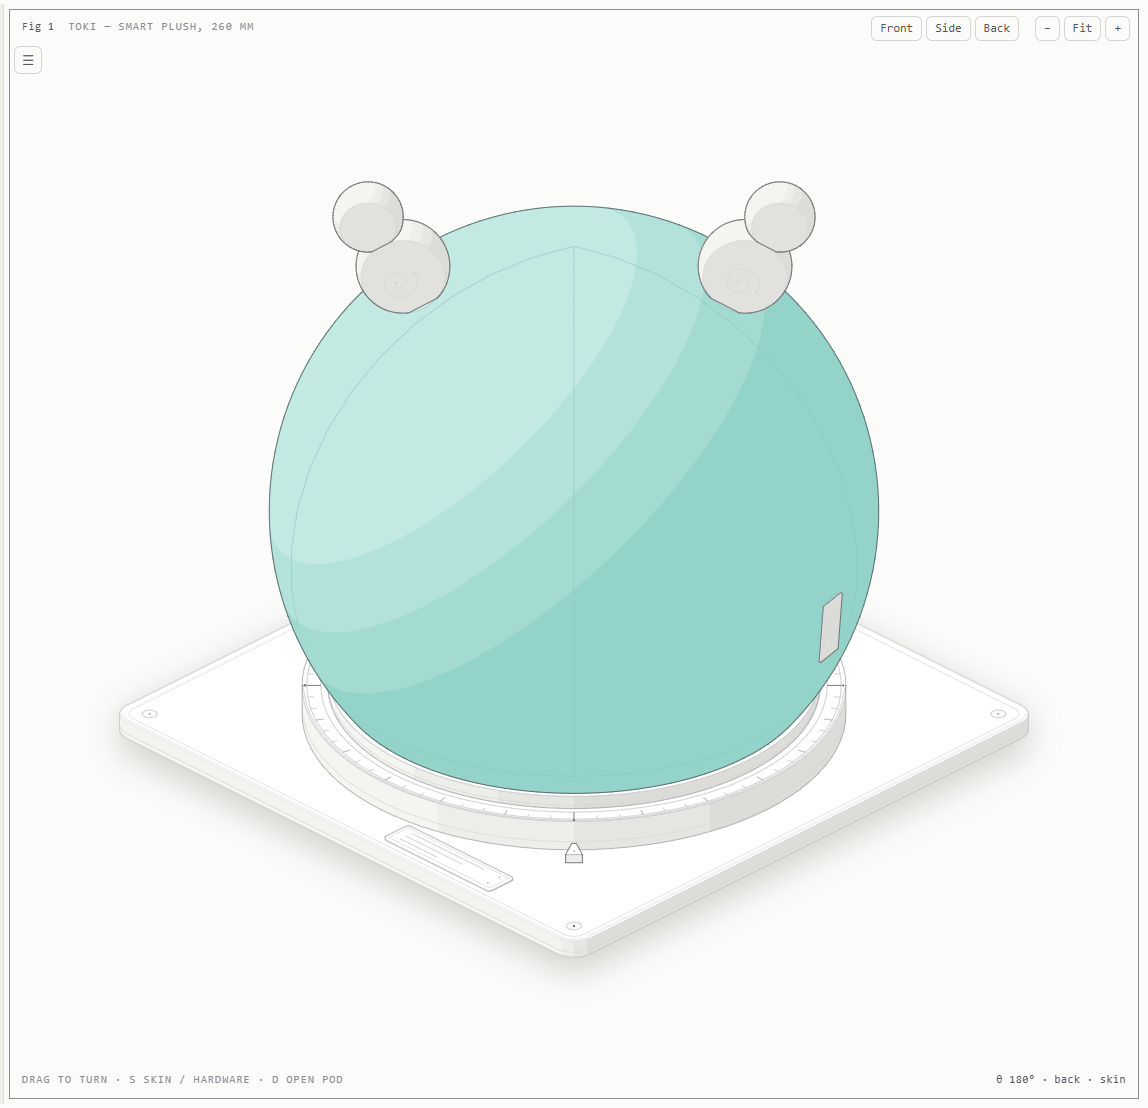 Fig 1 TOKI — SMART PLUSH, 260 MM
Front Side Back − Fit +
DRAG TO TURN · S SKIN / HARDWARE · D OPEN POD
θ 180° · back · skin